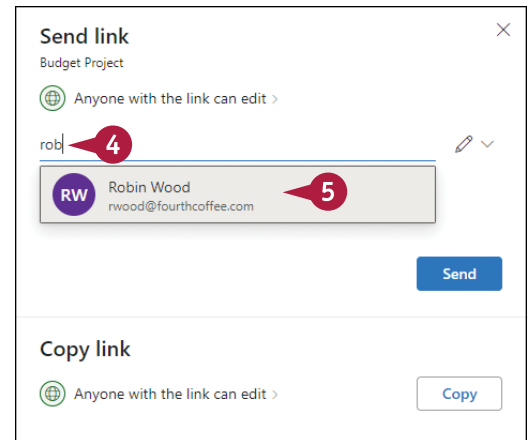 Send link
Budget Project
Anyone with the link can edit >
rob
4
RW
Robin Wood
rwood@fourthcoffee.com
5
Send
Copy link
Anyone with the link can edit >
Copy